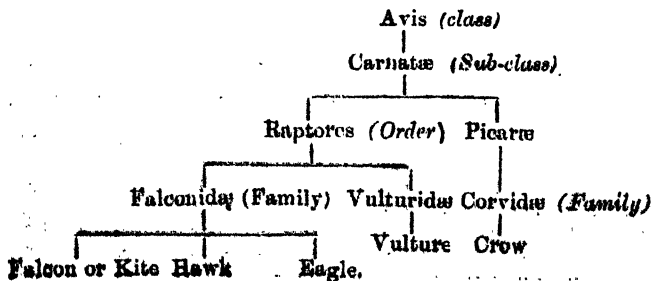 Avis (class)
Carnatæ (Sub-class)
Raptores (Order) Picaræ
Falconidæ (Family) Vulturidæ Corvidæ (Family)
Vulture Crow
Falcon or Kite Hawk Eagle.